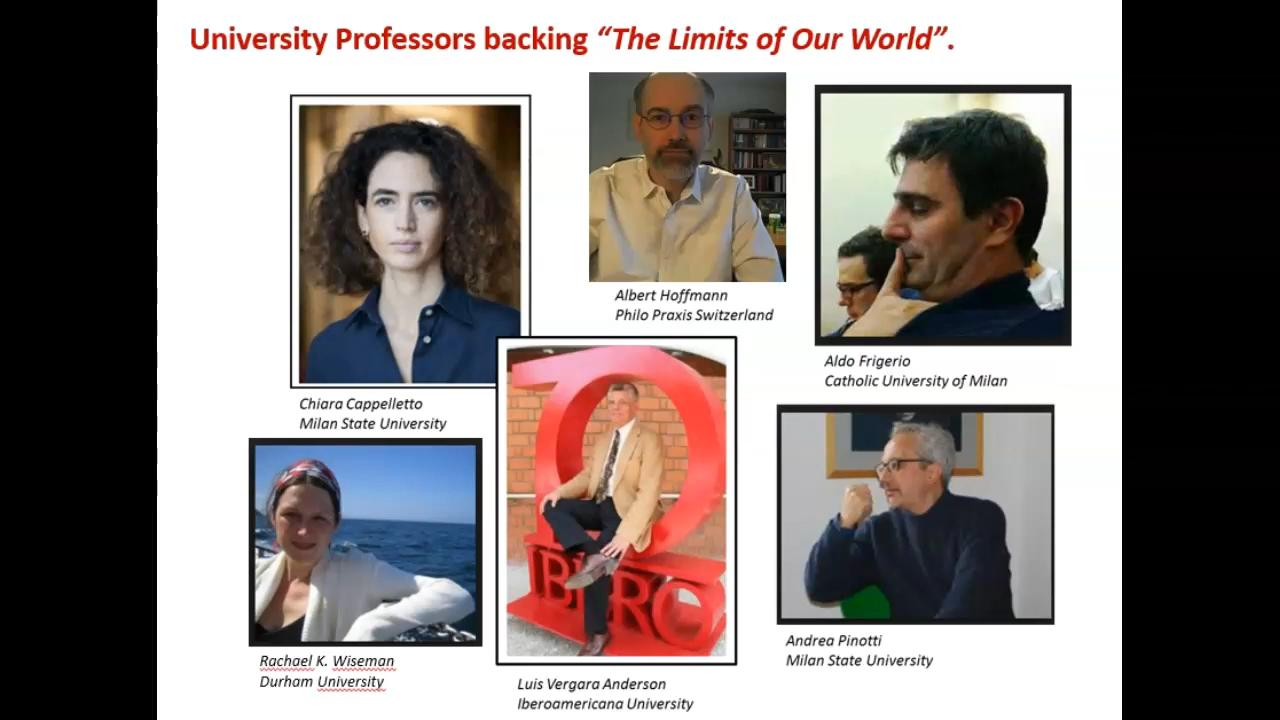 University Professors backing “The Limits of Our World”.
Albert Hoffmann
Philo Praxis Switzerland
Aldo Frigerio
Catholic University of Milan
Chiara Cappelletto
Milan State University
IBERO
Andrea Pinotti
Milan State University
Rachael K. Wiseman
Durham University
Luis Vergara Anderson
Iberoamericana University